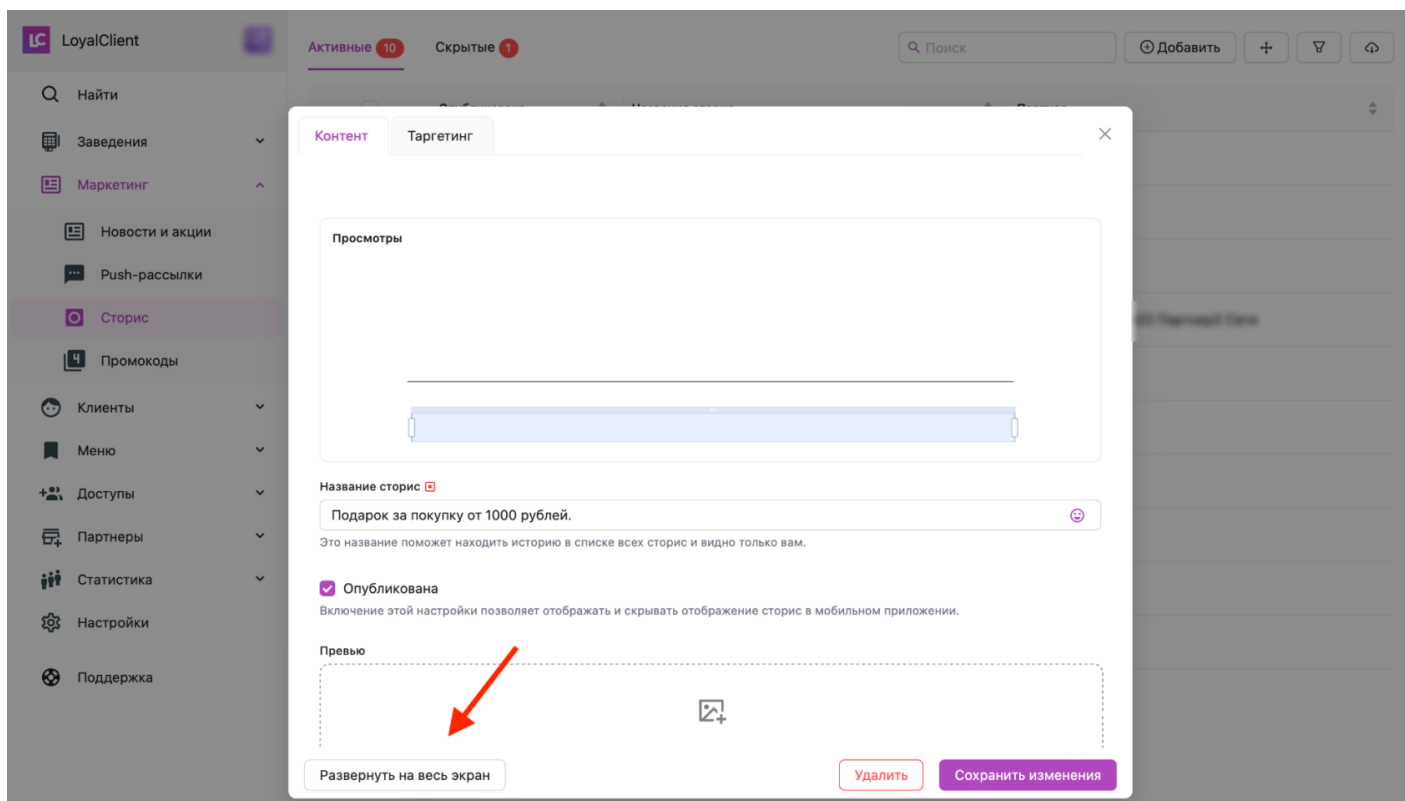 LC LoyalClient
Активные 10 Скрытые 1
Поиск
Добавить
Найти
Заведения
Маркетинг
Новости и акции
Push-рассылки
Сторис
Промокоды
Клиенты
Меню
Доступы
Партнеры
Статистика
Настройки
Поддержка
Контент Таргетинг
Просмотры
Название сторис
Подарок за покупку от 1000 рублей.
Это название поможет находить историю в списке всех сторис и видно только вам.
Опубликована
Включение этой настройки позволяет отображать и скрывать отображение сторис в мобильном приложении.
Превью
Развернуть на весь экран
Удалить
Сохранить изменения